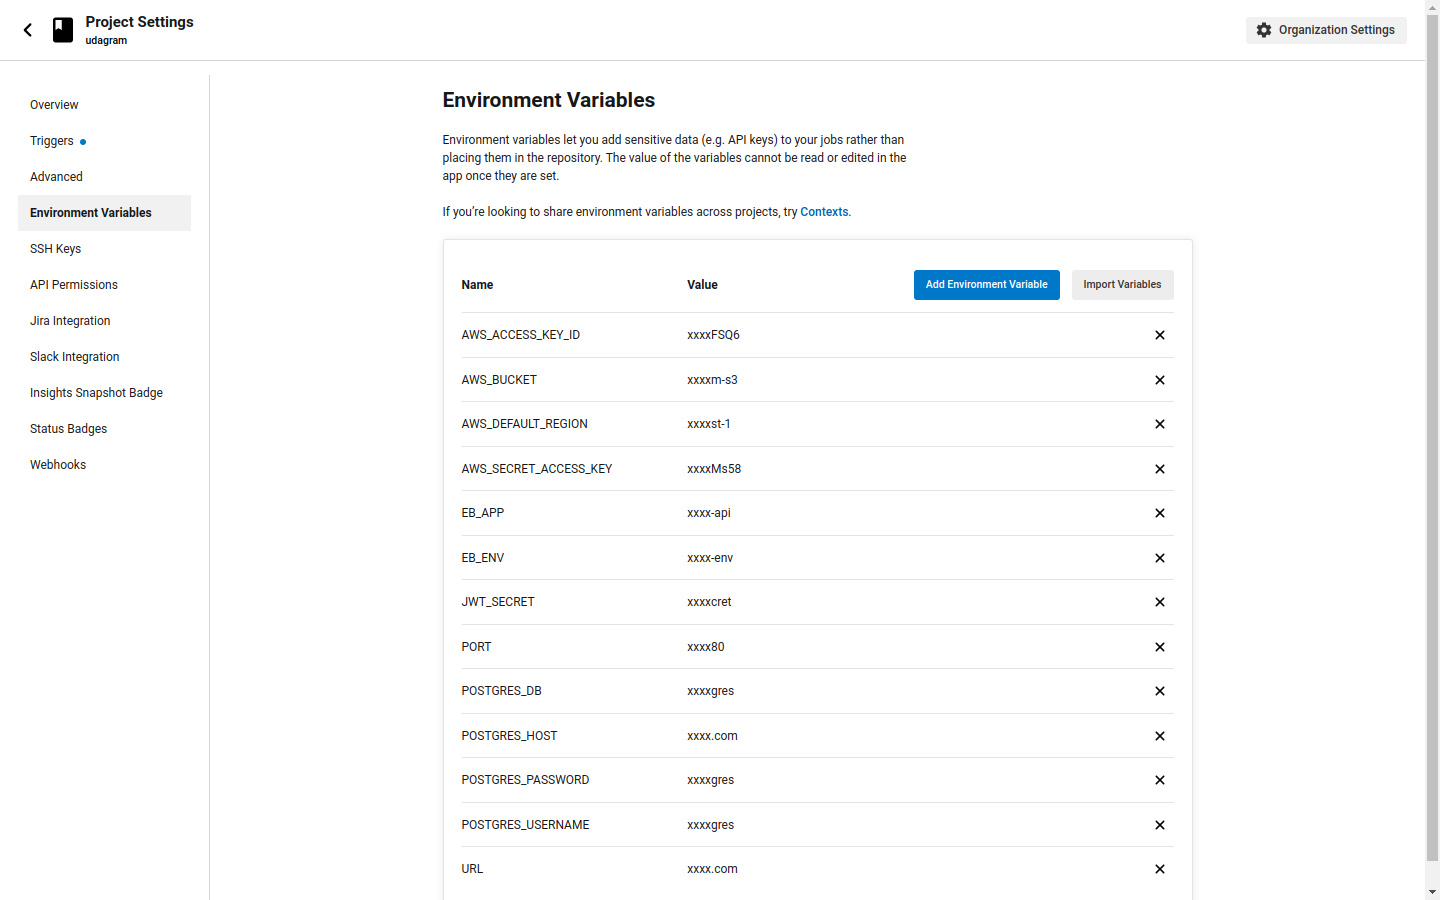 Project Settings
udagram
Organization Settings
Overview
Triggers
Advanced
Environment Variables
SSH Keys
API Permissions
Jira Integration
Slack Integration
Insights Snapshot Badge
Status Badges
Webhooks
Environment Variables
Environment variables let you add sensitive data (e.g. API keys) to your jobs rather than
placing them in the repository. The value of the variables cannot be read or edited in the
app once they are set.
If you’re looking to share environment variables across projects, try Contexts.
Name Value Add Environment Variable Import Variables
AWS_ACCESS_KEY_ID xxxxFSQ6
AWS_BUCKET xxxxm-s3
AWS_DEFAULT_REGION xxxxst-1
AWS_SECRET_ACCESS_KEY xxxxMs58
EB_APP xxxx-api
EB_ENV xxxx-env
JWT_SECRET xxxxcret
PORT xxxx80
POSTGRES_DB xxxxgres
POSTGRES_HOST xxxx.com
POSTGRES_PASSWORD xxxxgres
POSTGRES_USERNAME xxxxgres
URL xxxx.com